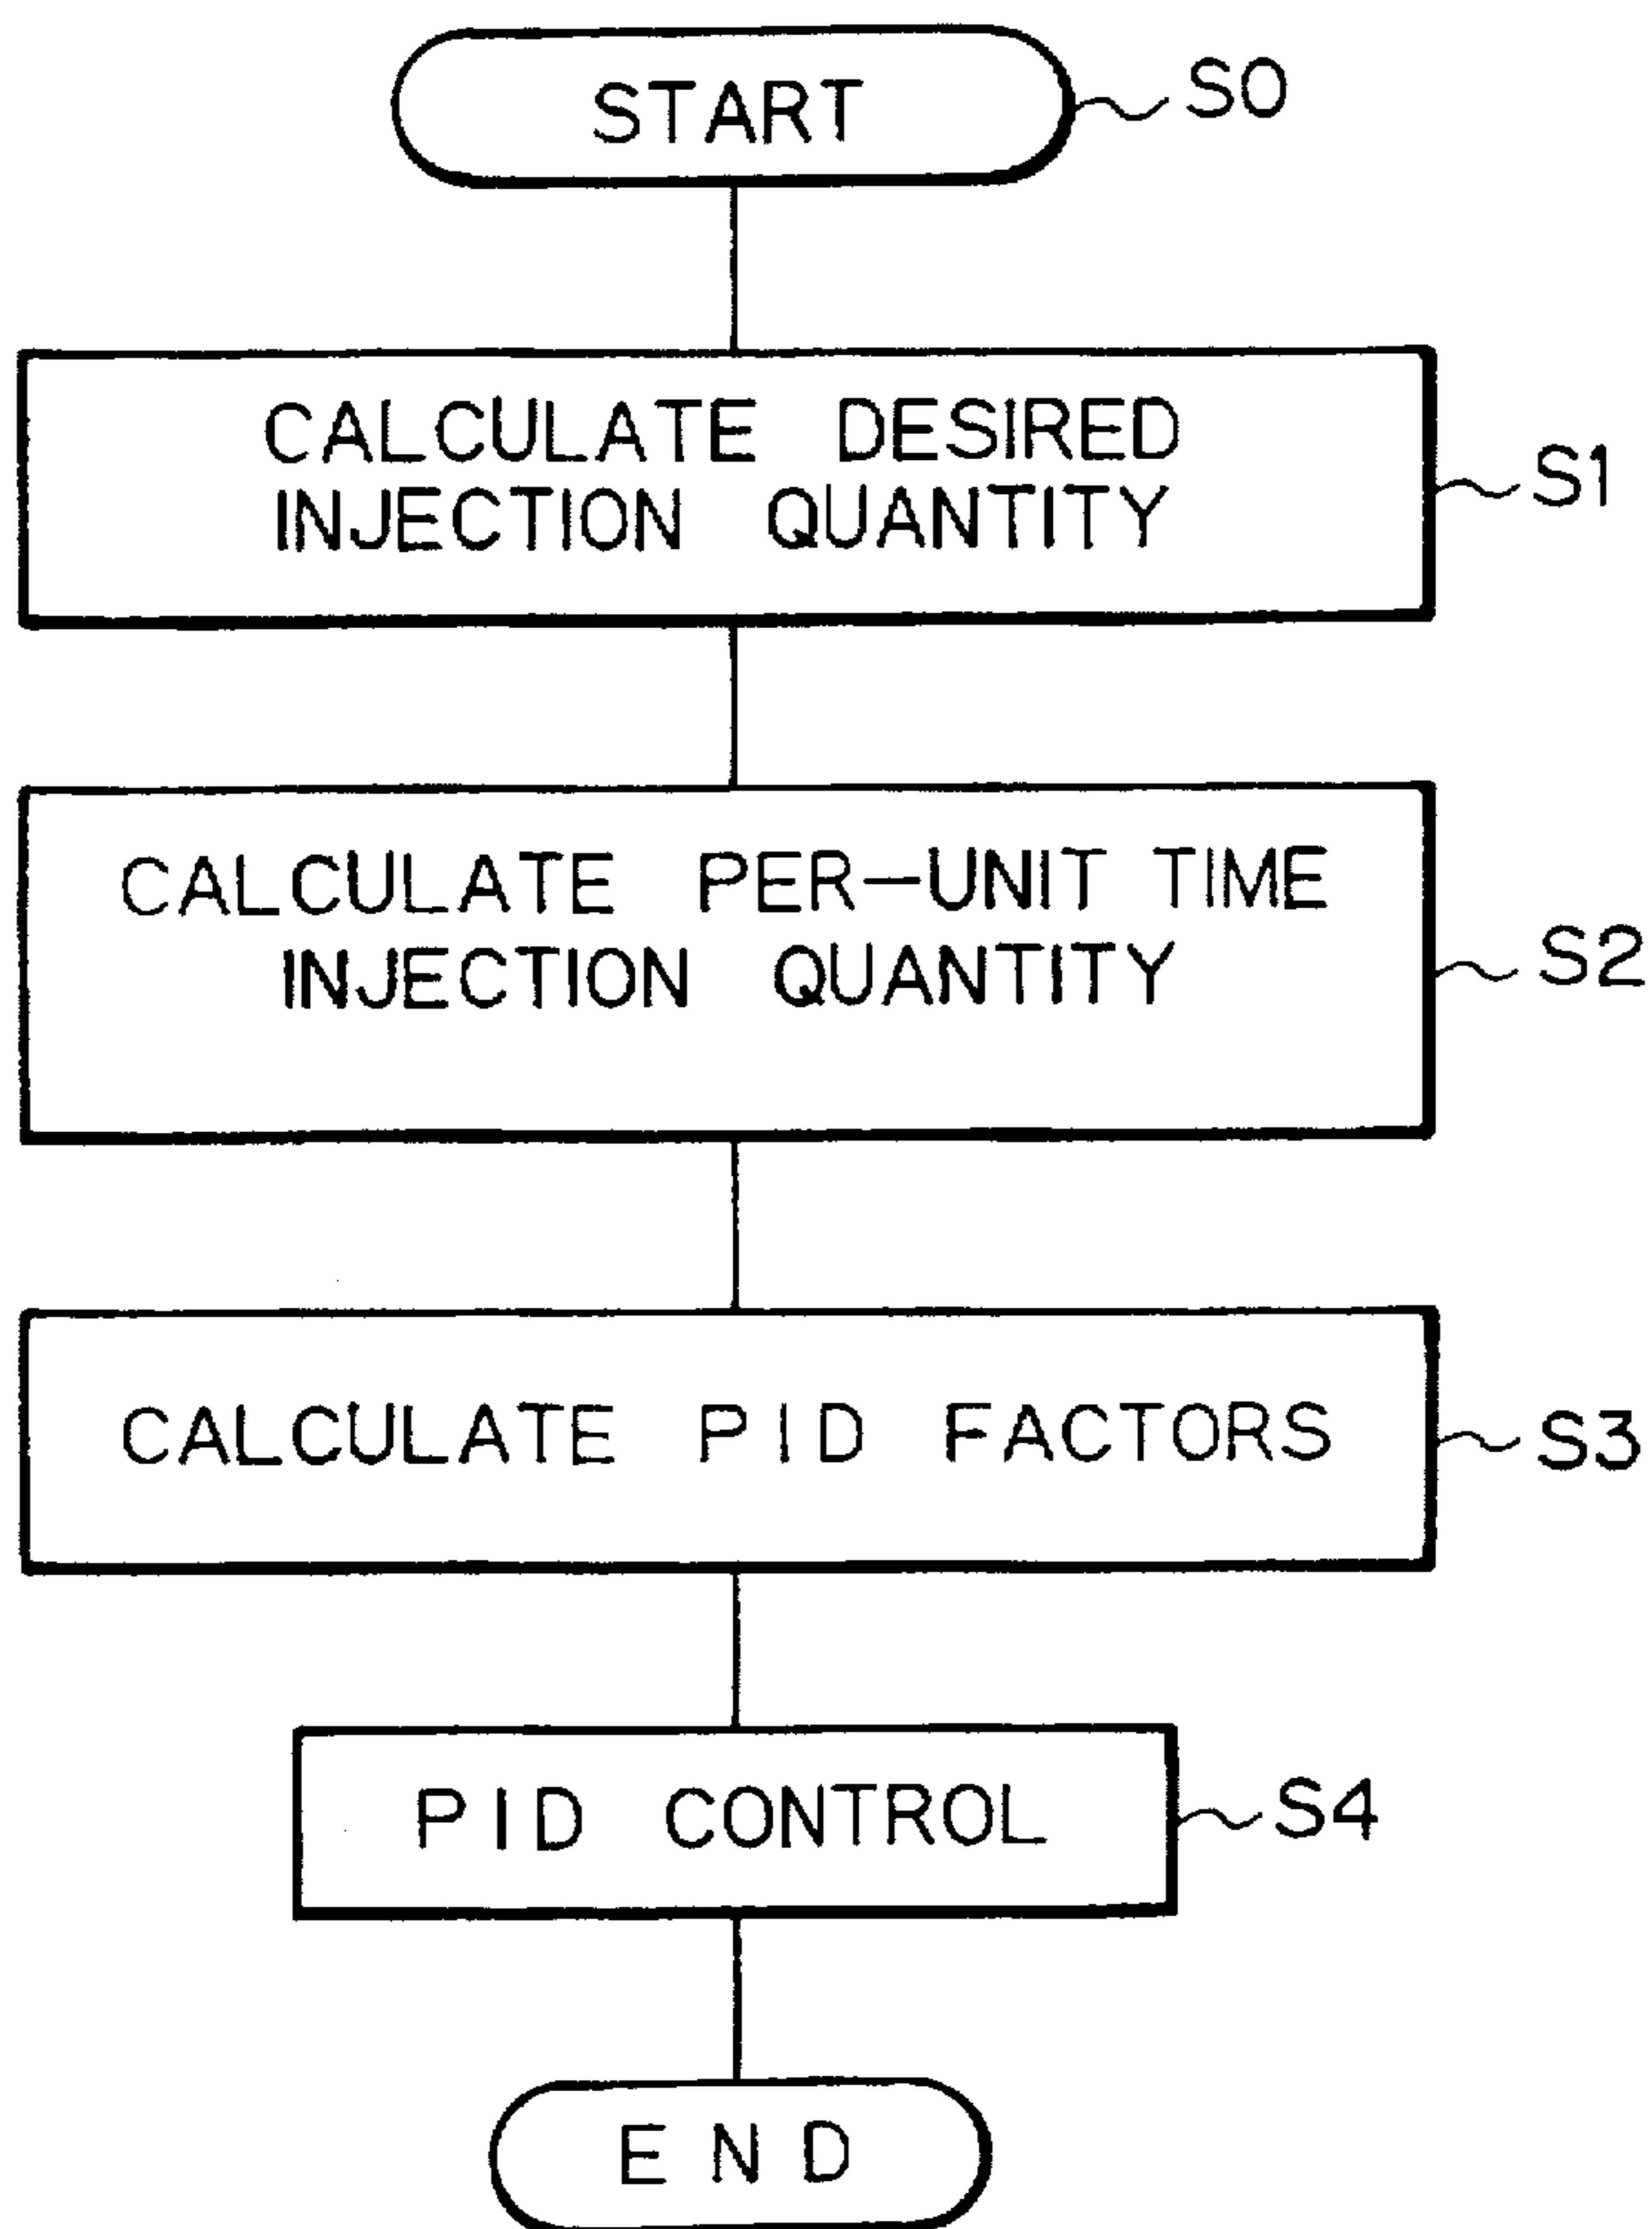 START
S0
CALCULATE DESIRED
INJECTION QUANTITY
S1
CALCULATE PER-UNIT TIME
INJECTION QUANTITY
S2
CALCULATE PID FACTORS
S3
PID CONTROL
S4
END